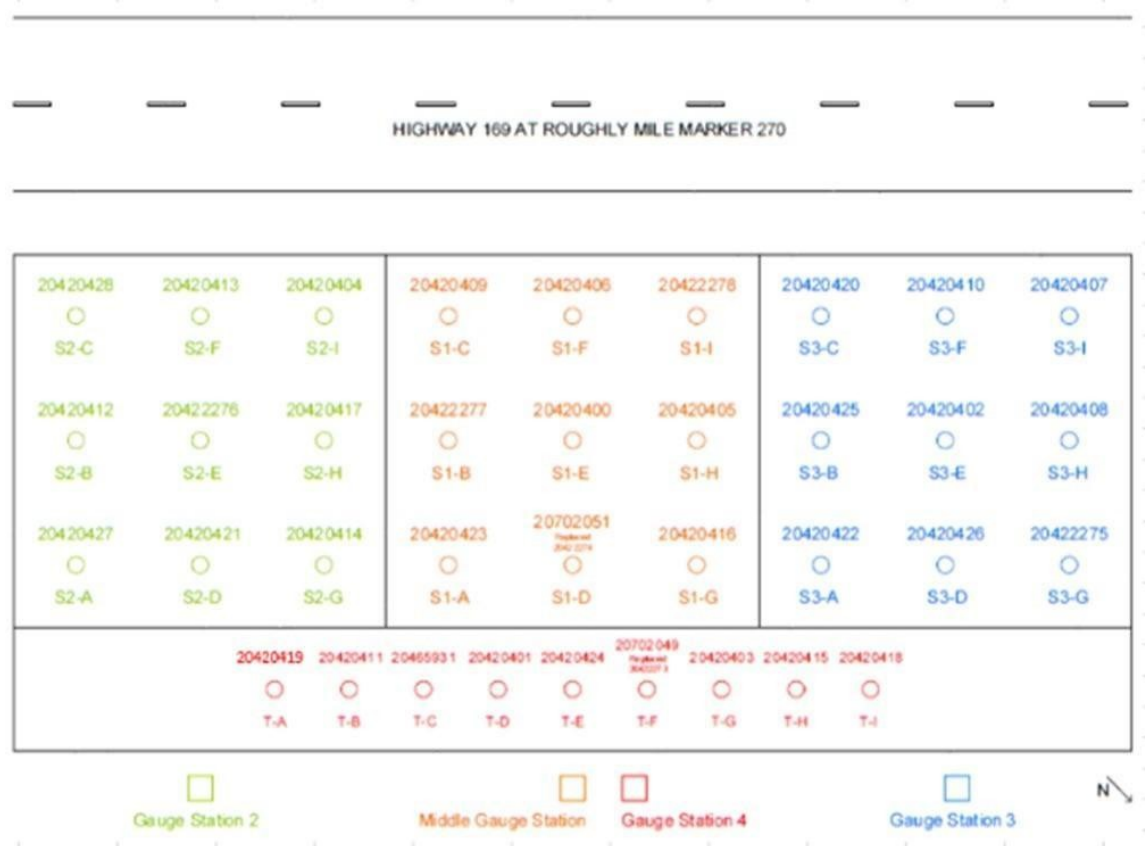 HIGHWAY 169 AT ROUGHLY MILE MARKER 270
20420428 20420413 20420404 20420409 20420406 20422278 20420420 20420410 20420407
S2-C S2-F S2-I S1-C S1-F S1-I S3-C S3-F S3-I
20420412 20422276 20420417 20422277 20420400 20420405 20420425 20420402 20420408
S2-B S2-E S2-H S1-B S1-E S1-H S3-B S3-E S3-H
20420427 20420421 20420414 20420423 20702051 20420416 20420422 20420426 20422275
Replaced
S2-A S2-D S2-G S1-A S1-D S1-G S3-A S3-D S3-G
20420419 20420411 20465931 20420401 20420424 20702049 20420403 20420415 20420418
Replaced
T-A T-B T-C T-D T-E T-F T-G T-H T-I
Gauge Station 2 Middle Gauge Station Gauge Station 4 Gauge Station 3
N